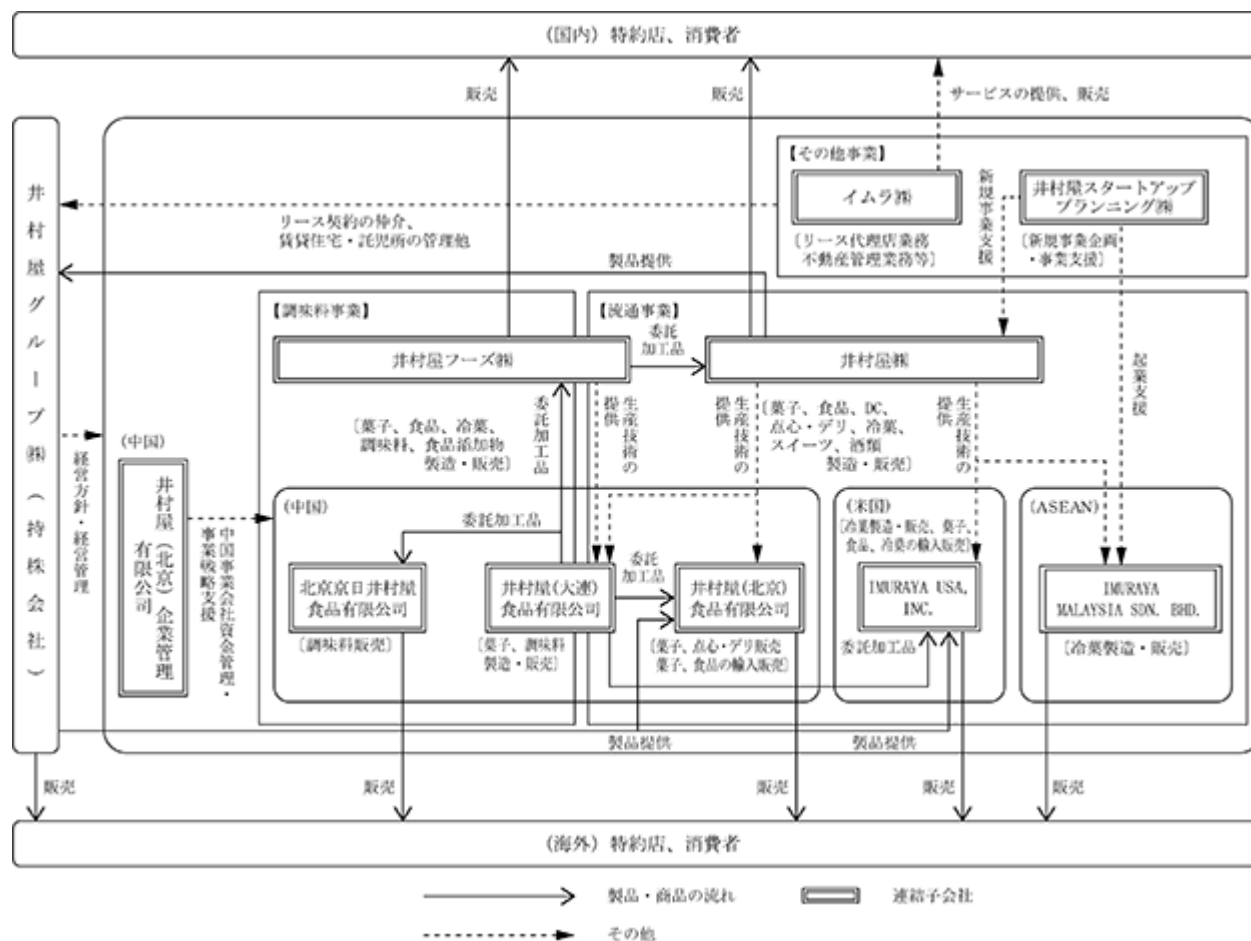 (国内) 特約店、消費者
販売
販売
サービスの提供、販売
井村屋グループ㈱(持株会社)
【その他事業】
イムラ㈱
〔リース代理店業務
不動産管理業務等〕
新規事業支援
井村屋スタートアップ
プランニング㈱
〔新規事業企画
・事業支援〕
リース契約の仲介、
賃貸住宅・託児所の管理他
製品提供
【調味料事業】
【流通事業】
井村屋フーズ㈱
委託
加工品
井村屋㈱
起業支援
〔菓子、食品、冷菓、
調味料、食品添加物
製造・販売〕
委託加工品
生産技術の
提供
生産技術の
提供
〔菓子、食品、DC、
点心・デリ、冷菓、
スイーツ、酒類
製造・販売〕
生産技術の
提供
経営方針・経営管理
(中国)
井村屋(北京)企業管理
有限公司
中国事業会社資金管理・
事業戦略支援
(中国)
委託加工品
北京京日井村屋
食品有限公司
〔調味料販売〕
井村屋(大連)
食品有限公司
〔菓子、調味料
製造・販売〕
委託
加工品
井村屋(北京)
食品有限公司
〔菓子、点心・デリ販売
菓子、食品の輸入販売〕
(米国)
〔冷菓製造・販売、菓子、
食品、冷菓の輸入販売〕
IMURAYA USA,
INC.
委託加工品
(ASEAN)
IMURAYA
MALAYSIA SDN. BHD.
〔冷菓製造・販売〕
製品提供
製品提供
販売
販売
販売
販売
販売
(海外) 特約店、消費者
製品・商品の流れ
連結子会社
その他